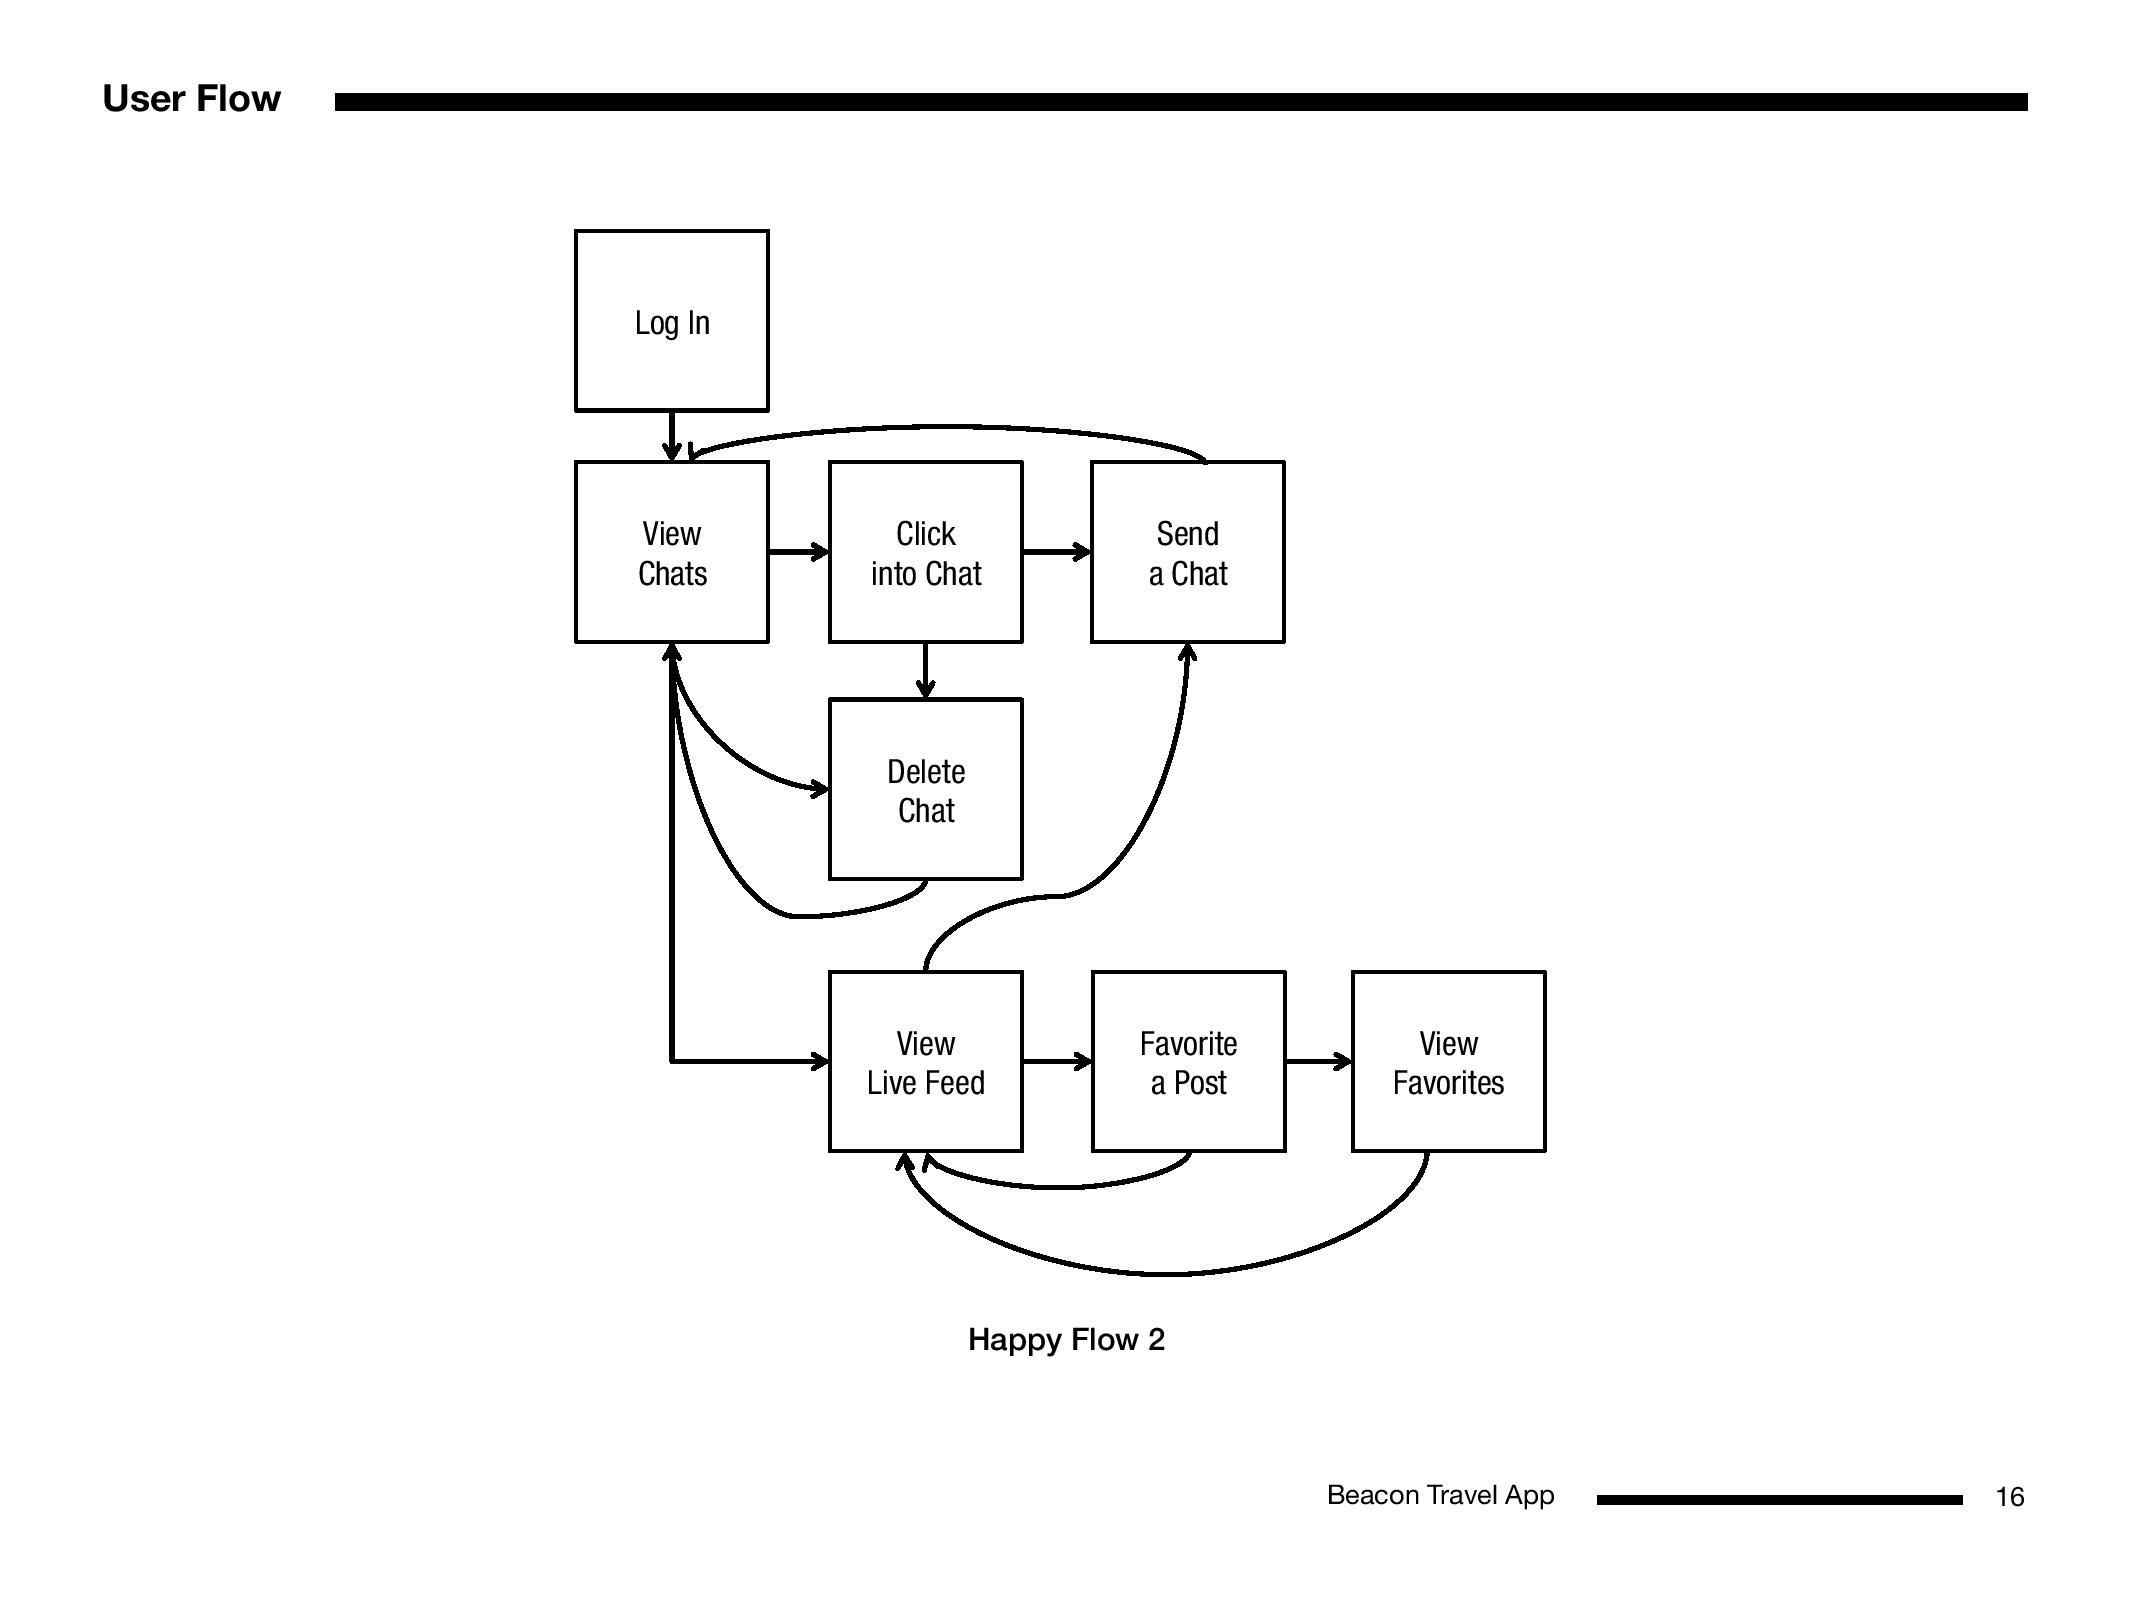 User Flow
Log In
View
Chats
Click
into Chat
Send
a Chat
Delete
Chat
View
Live Feed
Favorite
a Post
View
Favorites
Happy Flow 2
Beacon Travel App
16